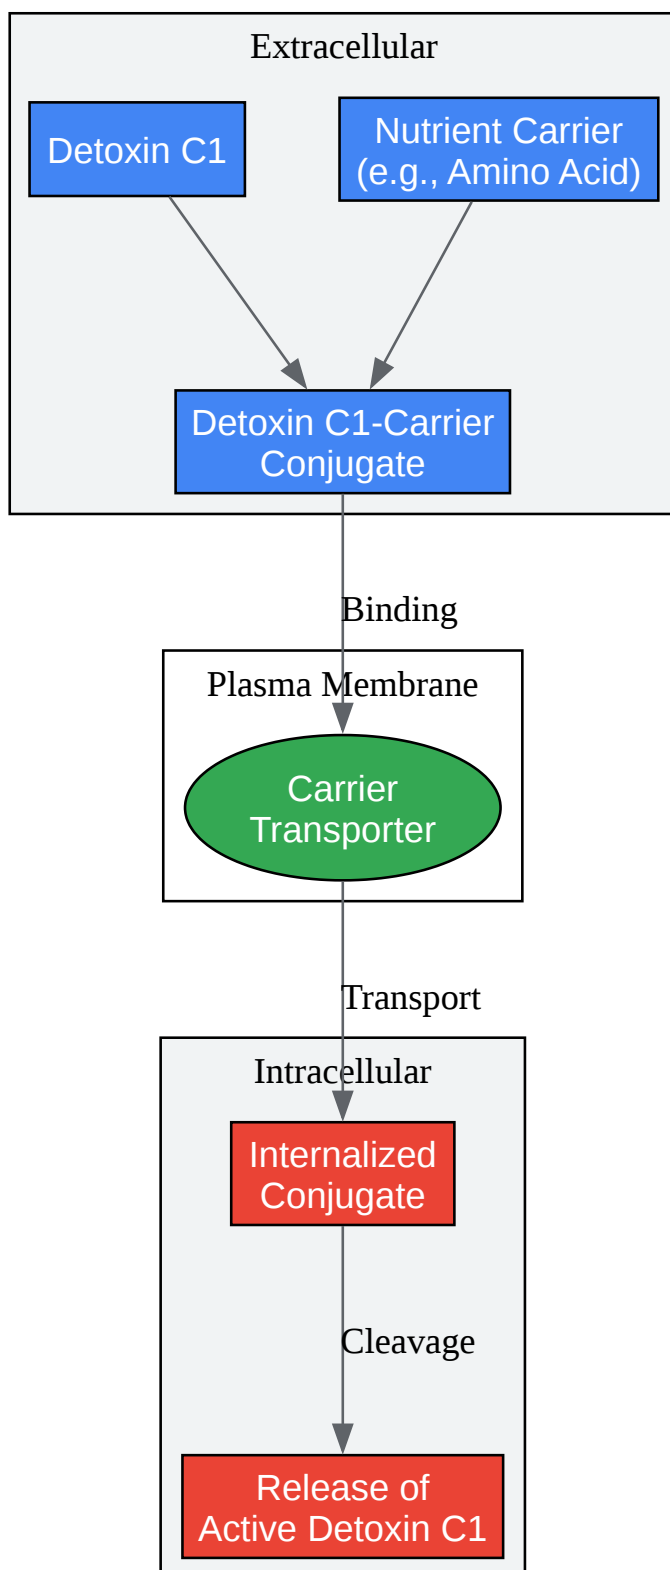 Extracellular
Detoxin C1
Nutrient Carrier
(e.g., Amino Acid)
Detoxin C1-Carrier
Conjugate
Binding
Plasma Membrane
Carrier
Transporter
Transport
Intracellular
Internalized
Conjugate
Cleavage
Release of
Active Detoxin C1